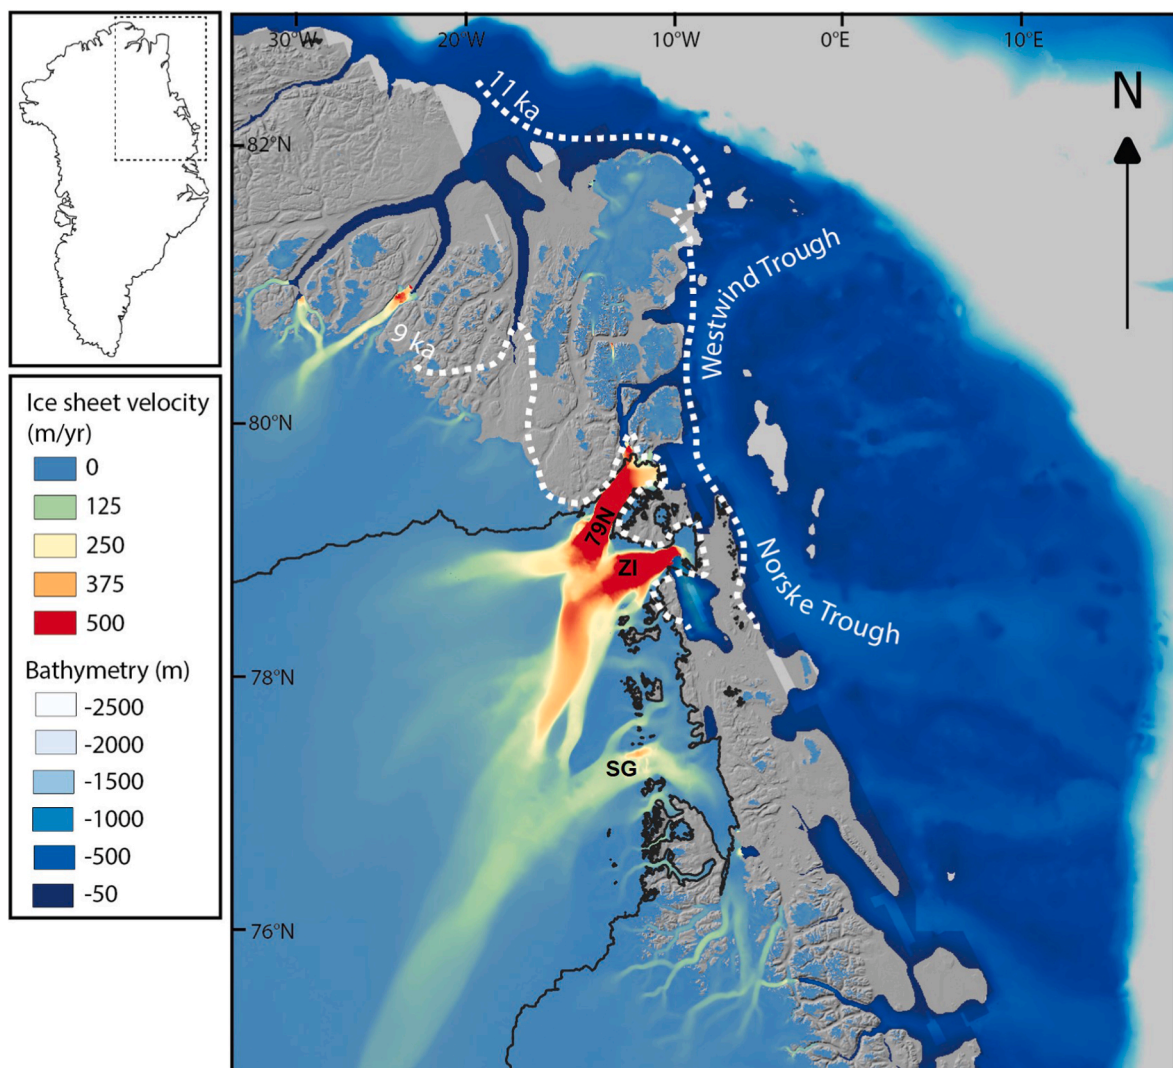 30°W
20°W
10°W
0°E
10°E
N
11 ka
82°N
Westwind Trough
9 ka
80°N
79N
ZI
Norske Trough
78°N
SG
76°N
Ice sheet velocity
(m/yr)
0
125
250
375
500
Bathymetry (m)
-2500
-2000
-1500
-1000
-500
-50